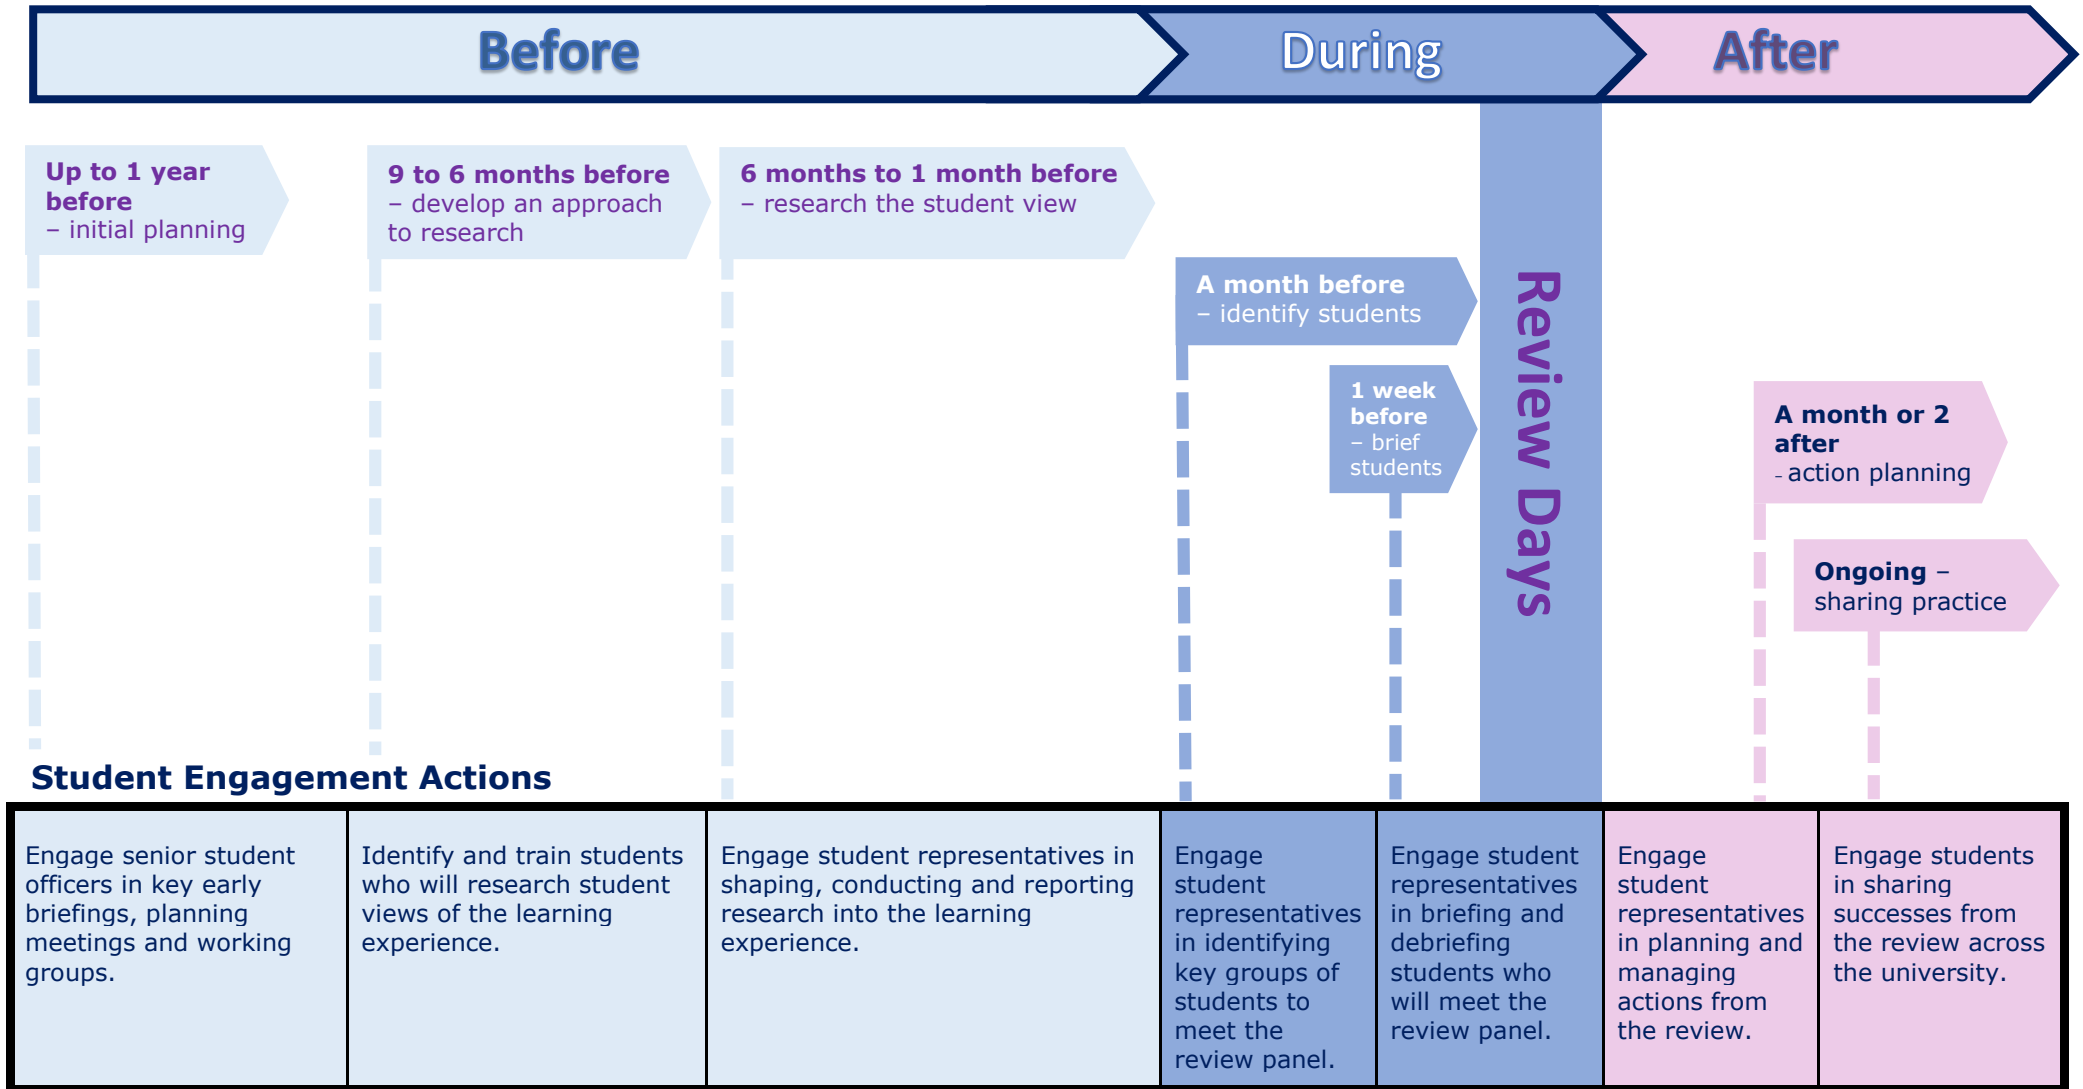 Before
During
After
Up to 1 year
before
– initial planning
9 to 6 months before
– develop an approach
to research
6 months to 1 month before
– research the student view
A month before
– identify students
1 week
before
– brief
students
Review Days
A month or 2
after
- action planning
Ongoing –
sharing practice
Student Engagement Actions
Engage senior student
officers in key early
briefings, planning
meetings and working
groups.
Identify and train students
who will research student
views of the learning
experience.
Engage student representatives in
shaping, conducting and reporting
research into the learning
experience.
Engage
student
representatives
in identifying
key groups of
students to
meet the
review panel.
Engage student
representatives
in briefing and
debriefing
students who
will meet the
review panel.
Engage
student
representatives
in planning and
managing
actions from
the review.
Engage students
in sharing
successes from
the review across
the university.